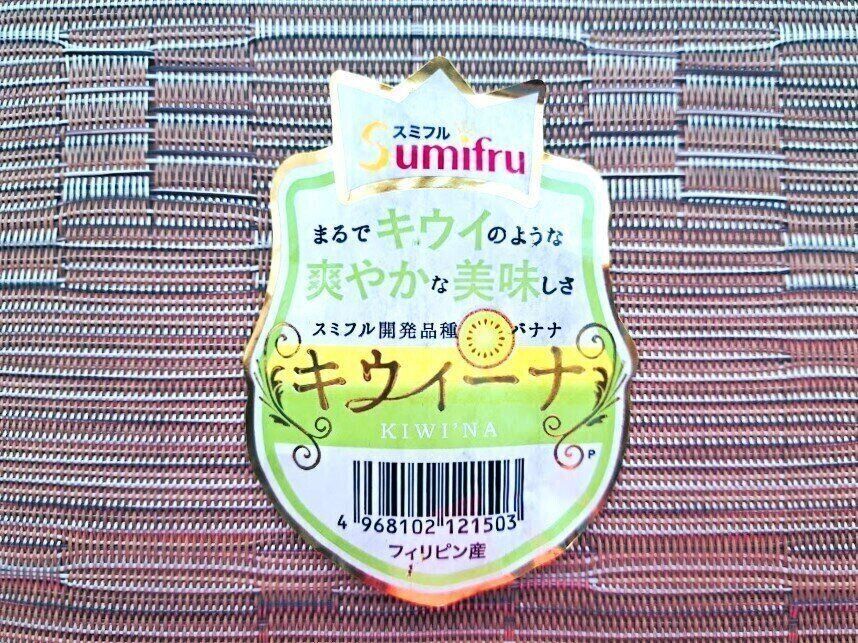 スミフル
Sumifru
まるでキウイのような
爽やかな美味しさ
スミフル開発品種 バナナ
キウィーナ
KIWI'NA
P
4 968102 121503
フィリピン産